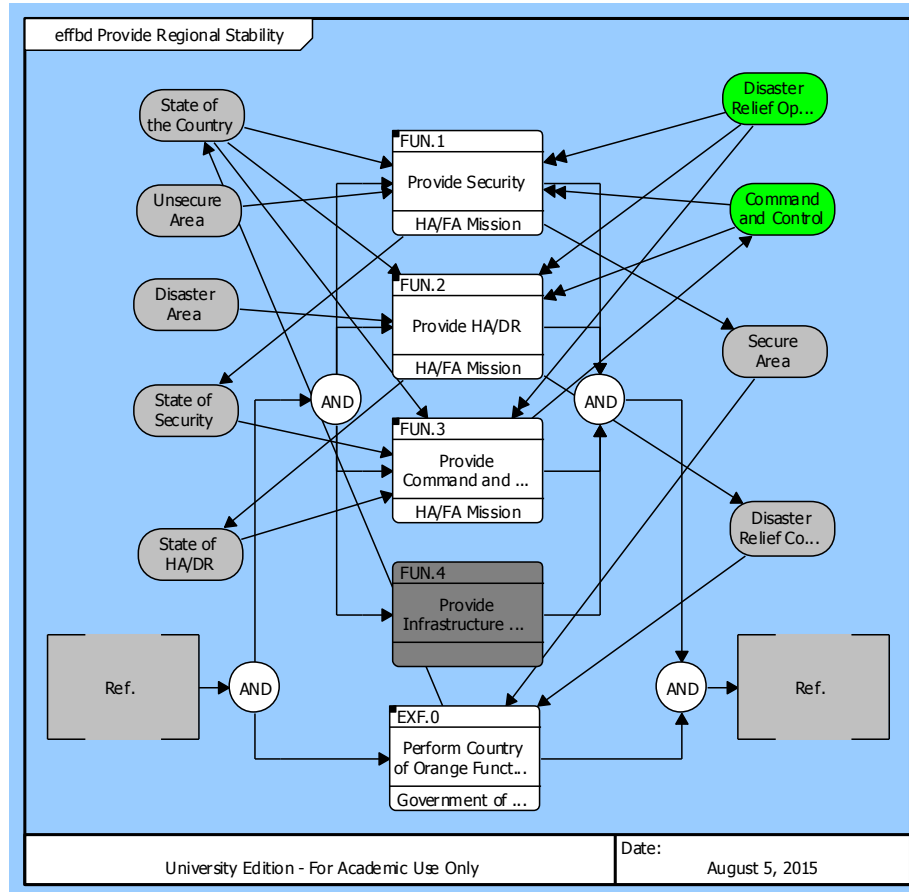 effbd Provide Regional Stability
State of
the Country
Disaster
Relief Op...
FUN.1
Provide Security
HA/FA Mission
Unsecure
Area
Command
and Control
FUN.2
Provide HA/DR
HA/FA Mission
Disaster
Area
Secure
Area
State of
Security
AND
AND
FUN.3
Provide
Command and ...
HA/FA Mission
State of
HA/DR
Disaster
Relief Co...
FUN.4
Provide
Infrastructure ...
Ref.
AND
AND
Ref.
EXF.0
Perform Country
of Orange Funct...
Government of ...
University Edition - For Academic Use Only
Date:
August 5, 2015